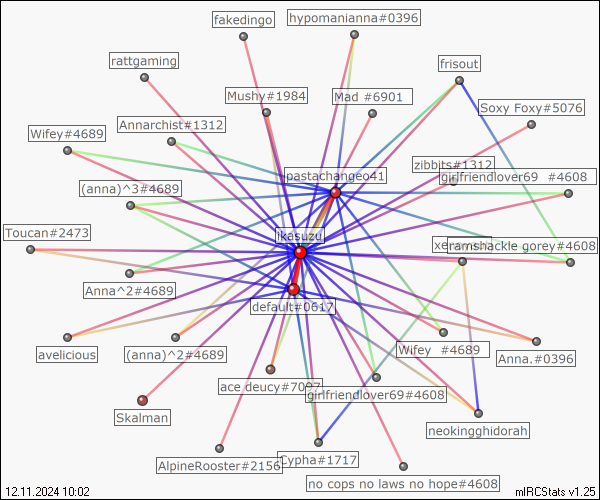 fakedingo
hypomanianna#0396
rattgaming
frisout
Mushy#1984
Mad #6901
Soxy Foxy#5076
Annarchist#1312
Wifey#4689
zibbits#1312
pastachangeo41
girlfriendlover69 #4608
(anna)^3#4689
Toucan#2473
ikasuzu
ramshackle gorey#4608
Anna^2#4689
default#0617
avelicious
(anna)^2#4689
Wifey #4689
Anna.#0396
ace deucy#7097
girlfriendlover69#4608
Skalman
neokingghidorah
AlpineRooster#2156
Cypha#1717
no cops no laws no hope#4608
12.11.2024 10:02
mIRCStats v1.25